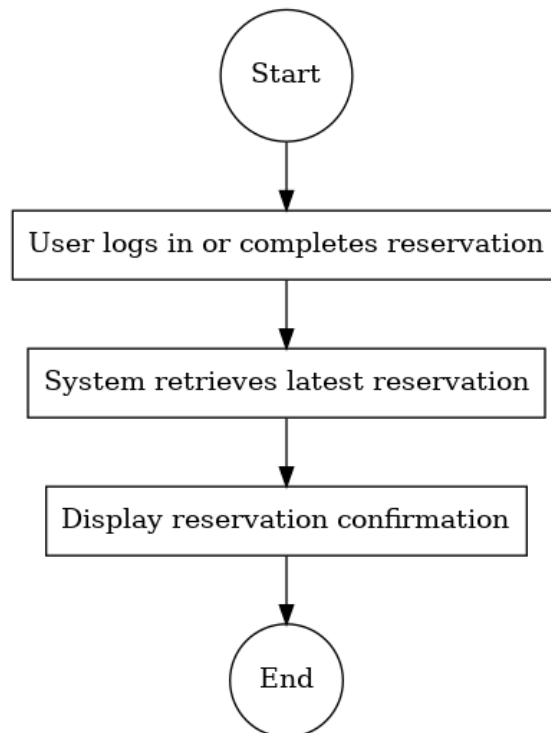 Start
User logs in or completes reservation
System retrieves latest reservation
Display reservation confirmation
End